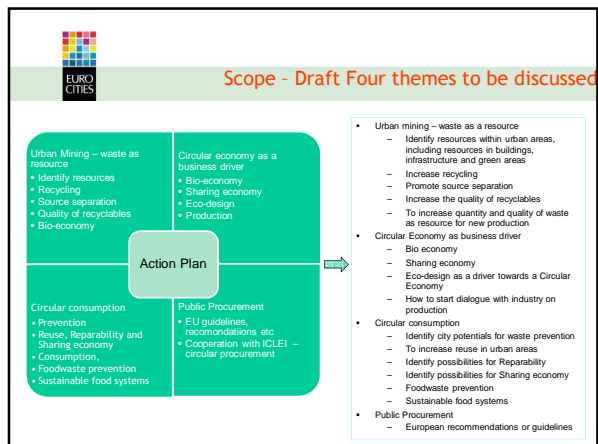 EURO
CITIES
Scope – Draft Four themes to be discussed
Urban Mining – waste as
resource
• Identify resources
• Recycling
• Source separation
• Quality of recyclables
• Bio-economy
Circular economy as a
business driver
• Bio-economy
• Sharing economy
• Eco-design
• Production
Action Plan
Circular consumption
• Prevention
• Reuse, Reparability and
Sharing economy
• Consumption,
Foodwaste prevention
• Sustainable food systems
Public Procurement
• EU guidelines,
recomondatiions etc
• Cooperation with ICLEI –
circular procurement
• Urban mining – waste as a resource
– Identify resources within urban areas,
including resources in buildings,
infrastructure and green areas
– Increase recycling
– Promote source separation
– Increase the quality of recyclables
– To increase quantity and quality of waste
as resource for new production
• Circular Economy as business driver
– Bio economy
– Sharing economy
– Eco-design as a driver towards a Circular
Economy
– How to start dialogue with industry on
production
• Circular consumption
– Identify city potentials for waste prevention
– To increase reuse in urban areas
– Identify possibilities for Reparability
– Identify possibilities for Sharing economy
– Foodwaste prevention
– Sustainable food systems
• Public Procurement
– European recommendations or guidelines